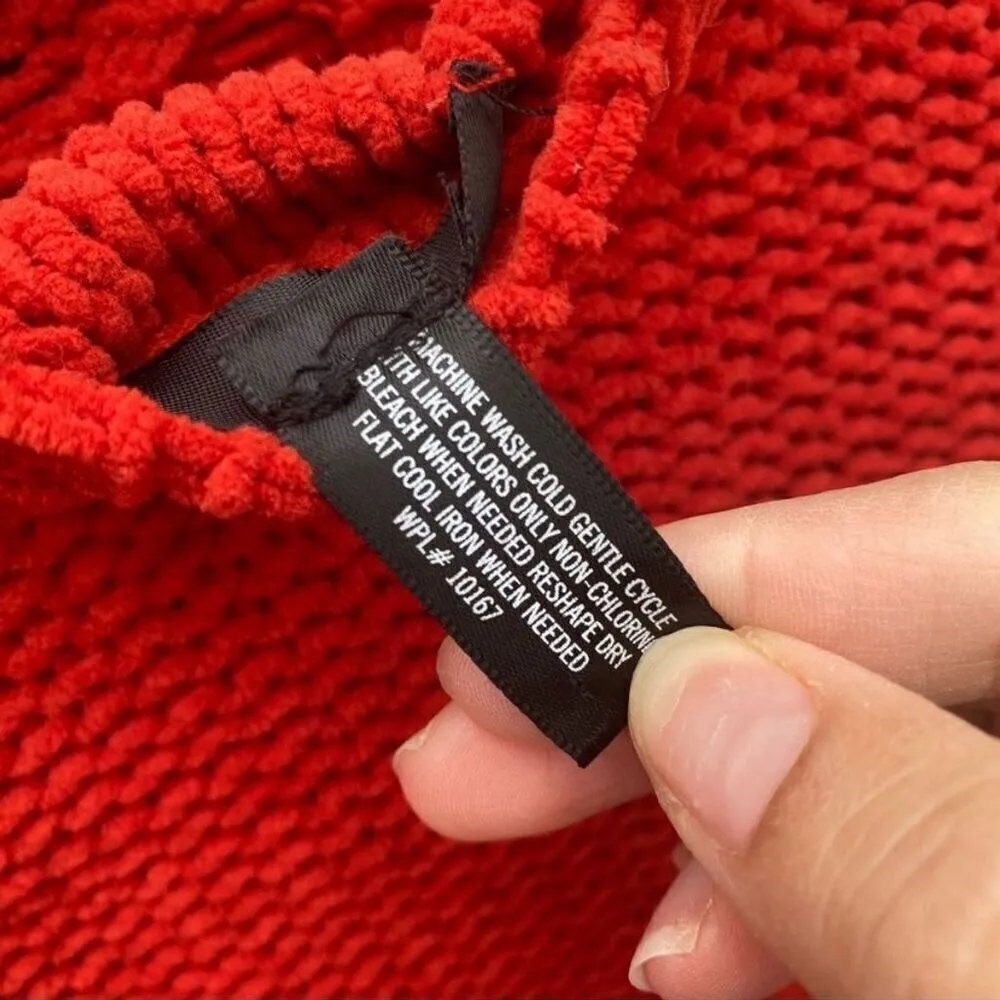 MACHINE WASH COLD GENTLE CYCLE
WITH LIKE COLORS ONLY NON-CHLORINE
BLEACH WHEN NEEDED RESHAPE DRY
FLAT COOL IRON WHEN NEEDED
WPL# 10167